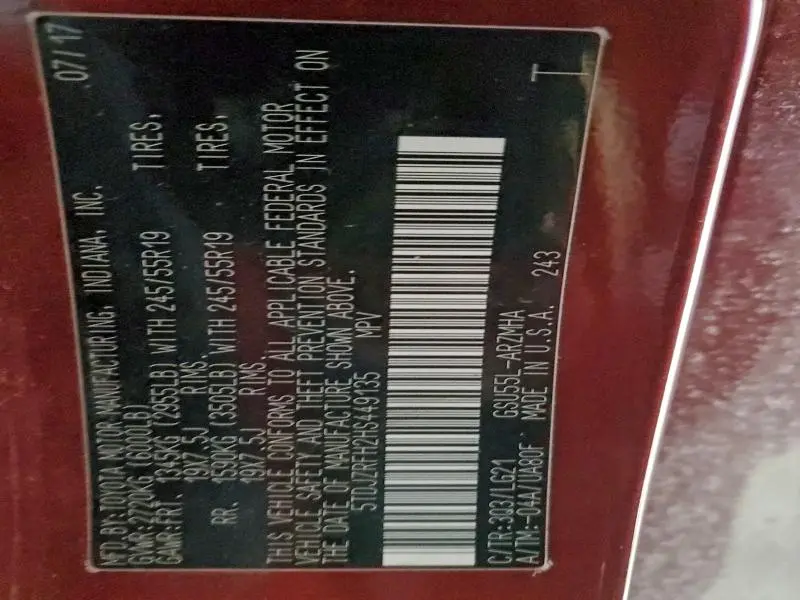 MFD.BY:TOYOTA MOTOR MANUFACTURING, INDIANA, INC. 07/17
GVWR:2720KG(6000LB)
GAWR:FRT. 1345KG (2955LB) WITH 245/55R19 TIRES,
19X7.5J RIMS.
RR. 1590KG (3505LB) WITH 245/55R19 TIRES,
19X7.5J RIMS.
THIS VEHICLE CONFORMS TO ALL APPLICABLE FEDERAL MOTOR
VEHICLE SAFETY AND THEFT PREVENTION STANDARDS IN EFFECT ON
THE DATE OF MANUFACTURE SHOWN ABOVE.
5TDJZRFH2HS449135 MPV
C/TR:3Q3/LG21 GSU55L-ARZMHA
A/TM:-04A/UA80F MADE IN U.S.A. 243